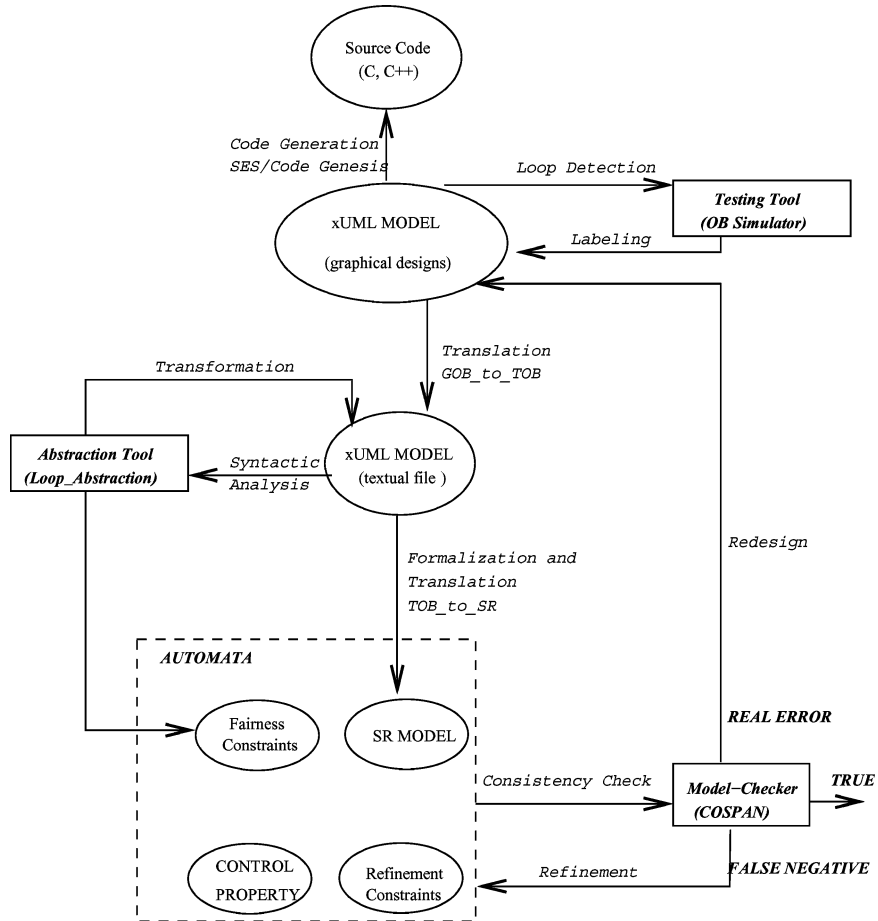 Source Code
(C, C++)
Code Generation
SES/Code Genesis
Loop Detection
Testing Tool
(OB Simulator)
xUML MODEL
(graphical designs)
Labeling
Translation
GOB_to_TOB
Transformation
Abstraction Tool
(Loop_Abstraction)
Syntactic
Analysis
xUML MODEL
(textual file )
Redesign
Formalization and
Translation
TOB_to_SR
AUTOMATA
Fairness
Constraints
SR MODEL
REAL ERROR
Consistency Check
Model-Checker
(COSPAN)
TRUE
CONTROL
PROPERTY
Refinement
Constraints
Refinement
FALSE NEGATIVE